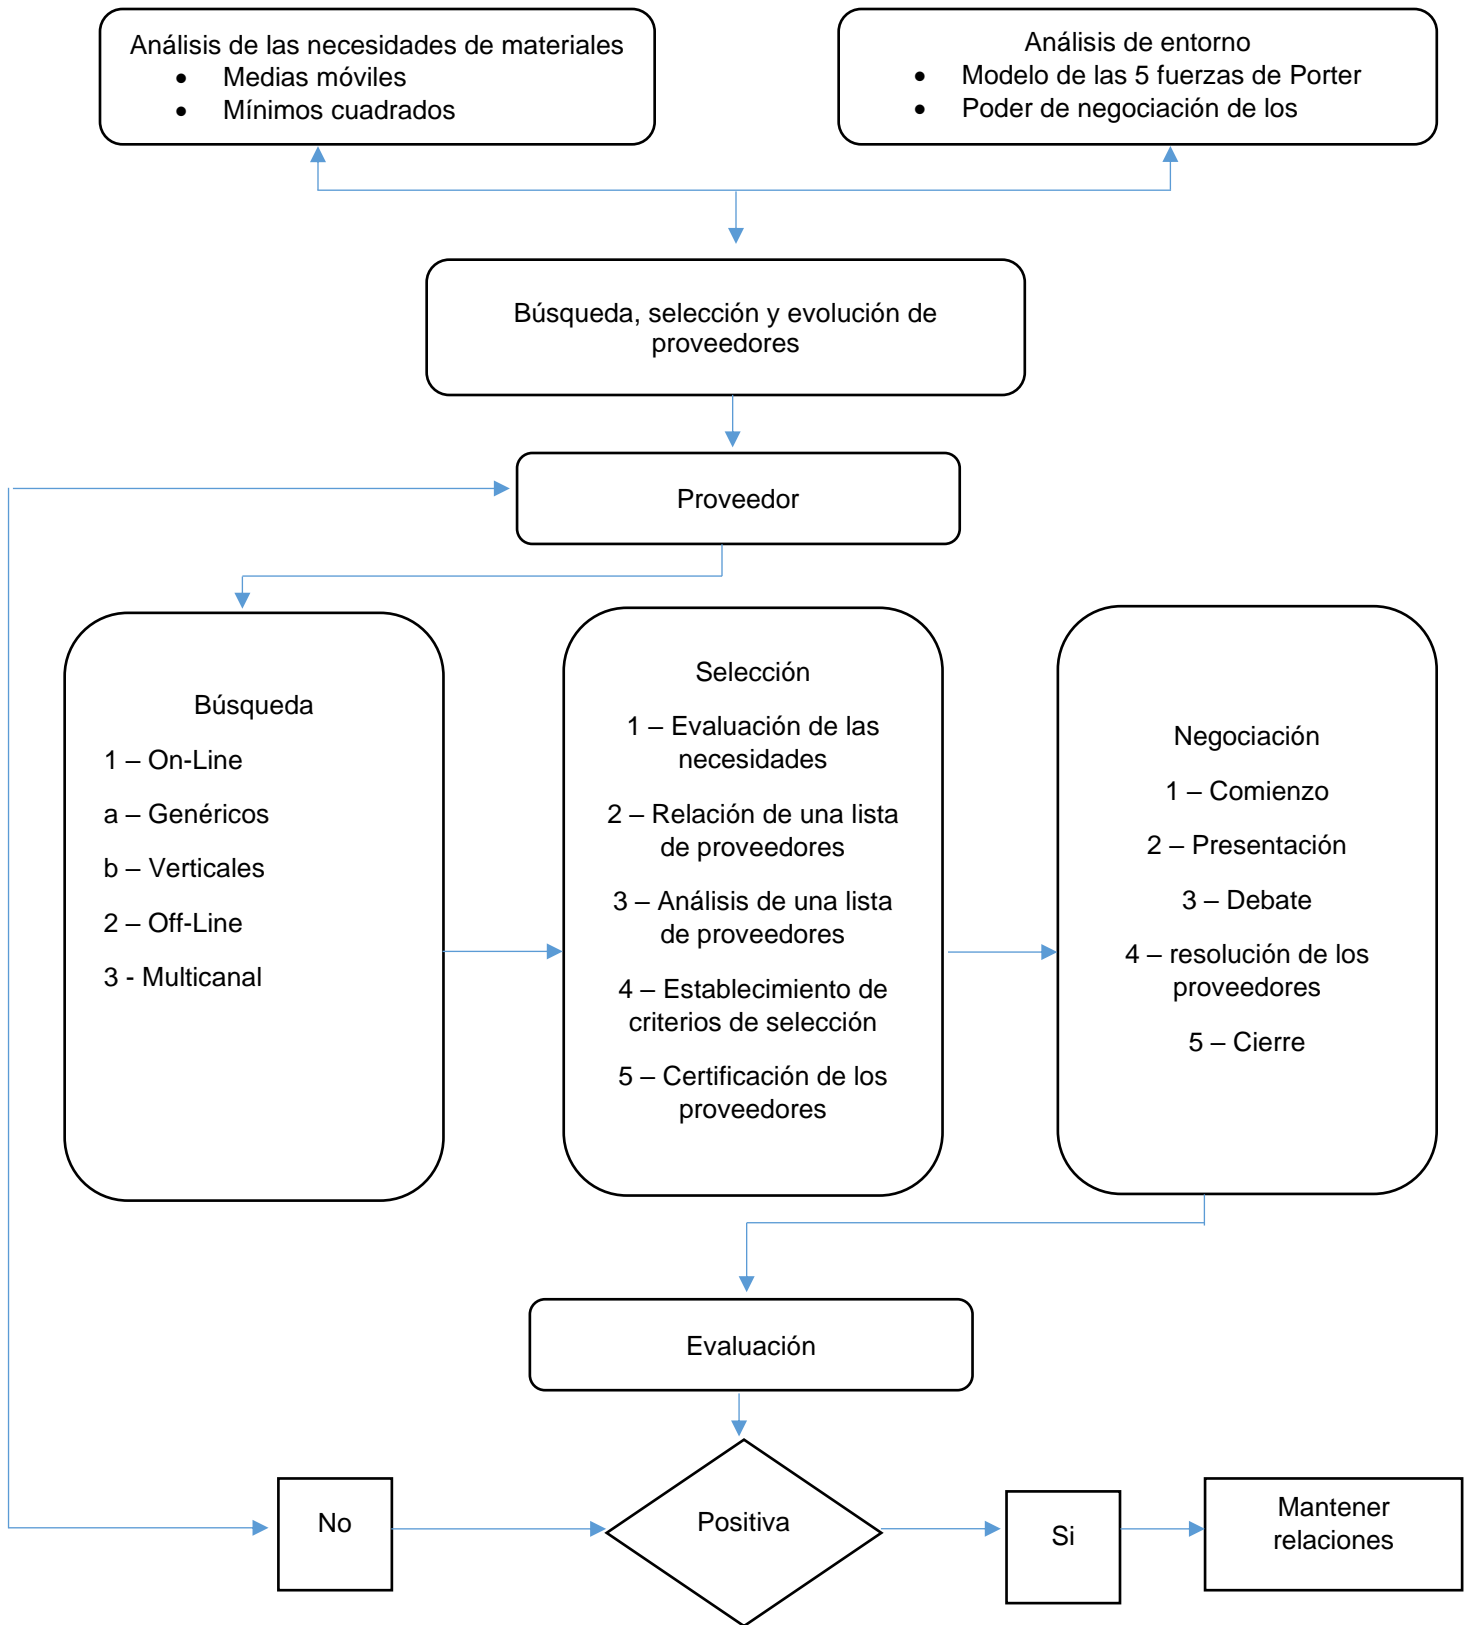 Análisis de las necesidades de materiales
• Medias móviles
• Mínimos cuadrados
Análisis de entorno
• Modelo de las 5 fuerzas de Porter
• Poder de negociación de los
Búsqueda, selección y evolución de
proveedores
Proveedor
Búsqueda
1 – On-Line
a – Genéricos
b – Verticales
2 – Off-Line
3 - Multicanal
Selección
1 – Evaluación de las
necesidades
2 – Relación de una lista
de proveedores
3 – Análisis de una lista
de proveedores
4 – Establecimiento de
criterios de selección
5 – Certificación de los
proveedores
Negociación
1 – Comienzo
2 – Presentación
3 – Debate
4 – resolución de los
proveedores
5 – Cierre
Evaluación
No
Positiva
Si
Mantener
relaciones